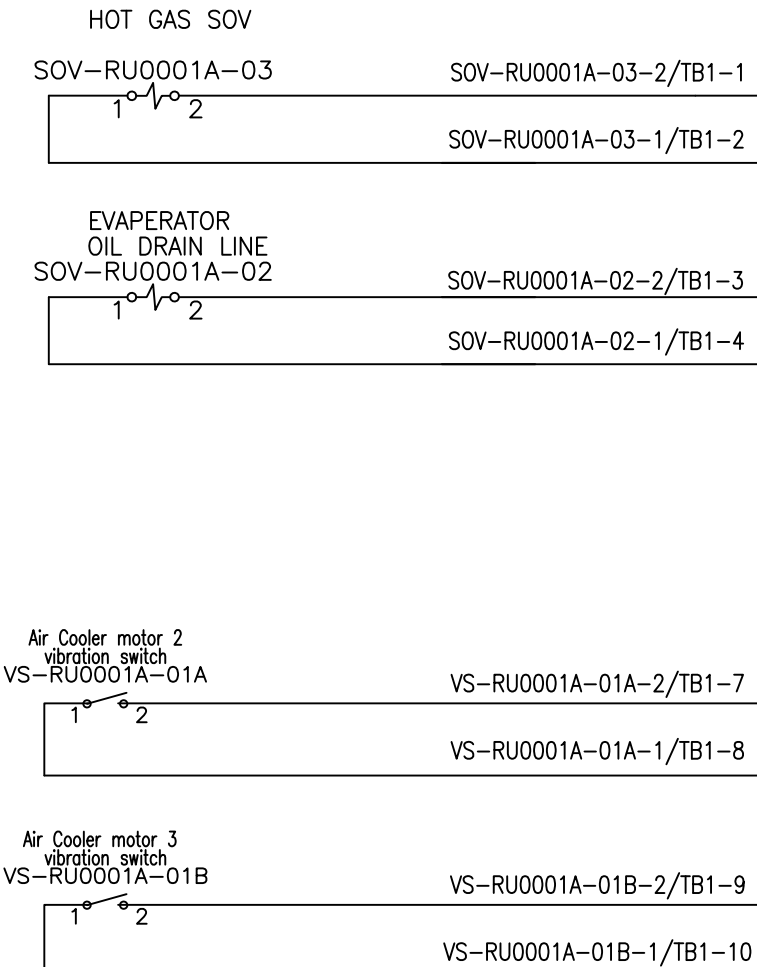 HOT GAS SOV
SOV-RU0001A-03
1 2
SOV-RU0001A-03-2/TB1-1
SOV-RU0001A-03-1/TB1-2
EVAPERATOR
OIL DRAIN LINE
SOV-RU0001A-02
1 2
SOV-RU0001A-02-2/TB1-3
SOV-RU0001A-02-1/TB1-4
Air Cooler motor 2
vibration switch
VS-RU0001A-01A
1 2
VS-RU0001A-01A-2/TB1-7
VS-RU0001A-01A-1/TB1-8
Air Cooler motor 3
vibration switch
VS-RU0001A-01B
1 2
VS-RU0001A-01B-2/TB1-9
VS-RU0001A-01B-1/TB1-10